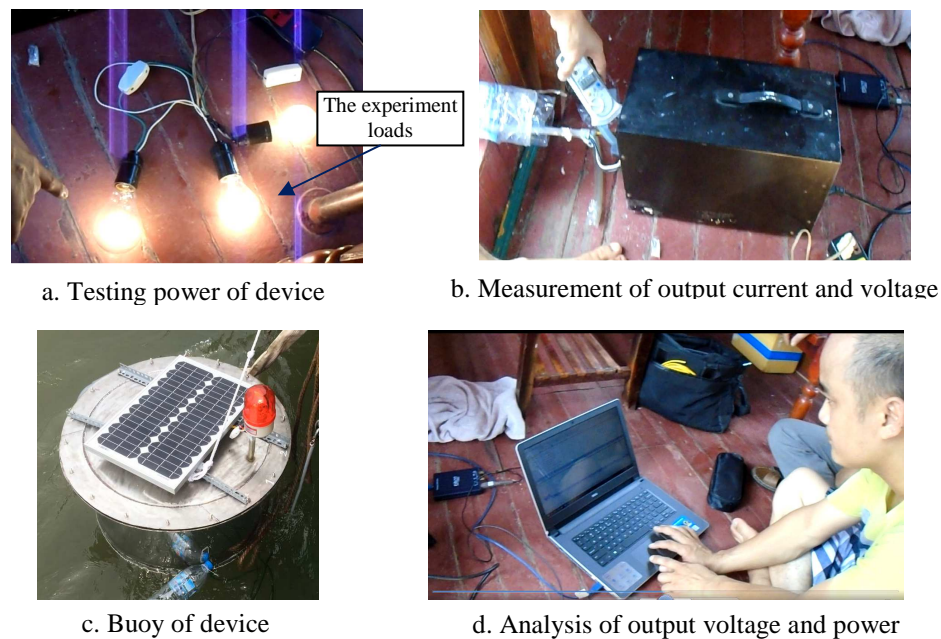 The experiment
loads
a. Testing power of device
b. Measurement of output current and voltage
c. Buoy of device
d. Analysis of output voltage and power